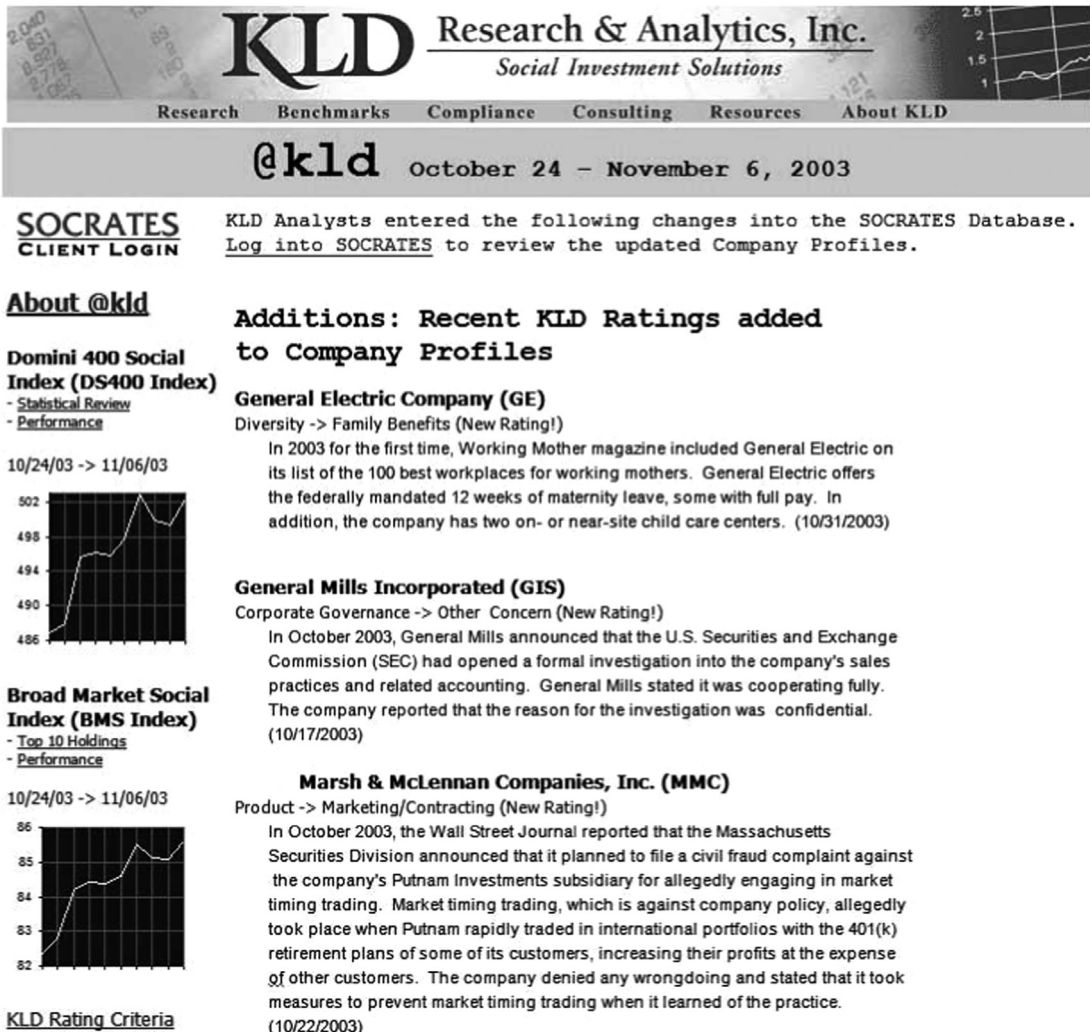 KLD Research & Analytics, Inc.
Social Investment Solutions
2.5
2
1.5
1
Research Benchmarks Compliance Consulting Resources About KLD
@kld October 24 – November 6, 2003
SOCRATES
CLIENT LOGIN
KLD Analysts entered the following changes into the SOCRATES Database.
Log into SOCRATES to review the updated Company Profiles.
About @kld
Domini 400 Social
Index (DS400 Index)
- Statistical Review
- Performance
10/24/03 -> 11/06/03
502
498
494
490
486
Broad Market Social
Index (BMS Index)
- Top 10 Holdings
- Performance
10/24/03 -> 11/06/03
86
85
84
83
82
KLD Rating Criteria
Additions: Recent KLD Ratings added
to Company Profiles
General Electric Company (GE)
Diversity -> Family Benefits (New Rating!)
In 2003 for the first time, Working Mother magazine included General Electric on
its list of the 100 best workplaces for working mothers. General Electric offers
the federally mandated 12 weeks of maternity leave, some with full pay. In
addition, the company has two on- or near-site child care centers. (10/31/2003)
General Mills Incorporated (GIS)
Corporate Governance -> Other Concern (New Rating!)
In October 2003, General Mills announced that the U.S. Securities and Exchange
Commission (SEC) had opened a formal investigation into the company's sales
practices and related accounting. General Mills stated it was cooperating fully.
The company reported that the reason for the investigation was confidential.
(10/17/2003)
Marsh & McLennan Companies, Inc. (MMC)
Product -> Marketing/Contracting (New Rating!)
In October 2003, the Wall Street Journal reported that the Massachusetts
Securities Division announced that it planned to file a civil fraud complaint against
the company's Putnam Investments subsidiary for allegedly engaging in market
timing trading. Market timing trading, which is against company policy, allegedly
took place when Putnam rapidly traded in international portfolios with the 401(k)
retirement plans of some of its customers, increasing their profits at the expense
of other customers. The company denied any wrongdoing and stated that it took
measures to prevent market timing trading when it learned of the practice.
(10/22/2003)